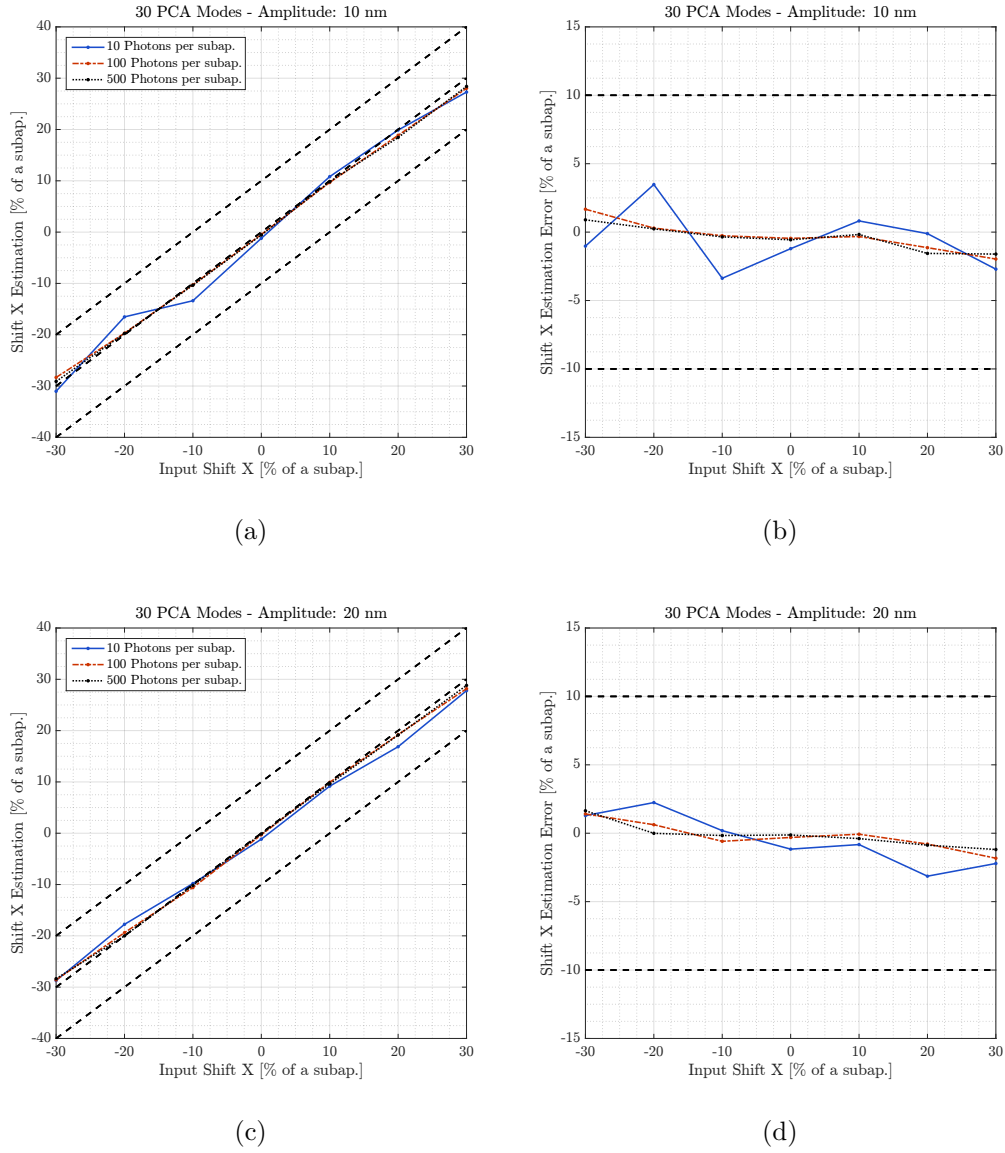 30 PCA Modes - Amplitude: 10 nm
40
30
20
10
0
-10
-20
-30
-40
Shift X Estimation [% of a subap.]
10 Photons per subap.
100 Photons per subap.
500 Photons per subap.
-30 -20 -10 0 10 20 30
Input Shift X [% of a subap.]
(a)
30 PCA Modes - Amplitude: 10 nm
15
10
5
0
-5
-10
-15
Shift X Estimation Error [% of a subap.]
-30 -20 -10 0 10 20 30
Input Shift X [% of a subap.]
(b)
30 PCA Modes - Amplitude: 20 nm
40
30
20
10
0
-10
-20
-30
-40
Shift X Estimation [% of a subap.]
10 Photons per subap.
100 Photons per subap.
500 Photons per subap.
-30 -20 -10 0 10 20 30
Input Shift X [% of a subap.]
(c)
30 PCA Modes - Amplitude: 20 nm
15
10
5
0
-5
-10
-15
Shift X Estimation Error [% of a subap.]
-30 -20 -10 0 10 20 30
Input Shift X [% of a subap.]
(d)